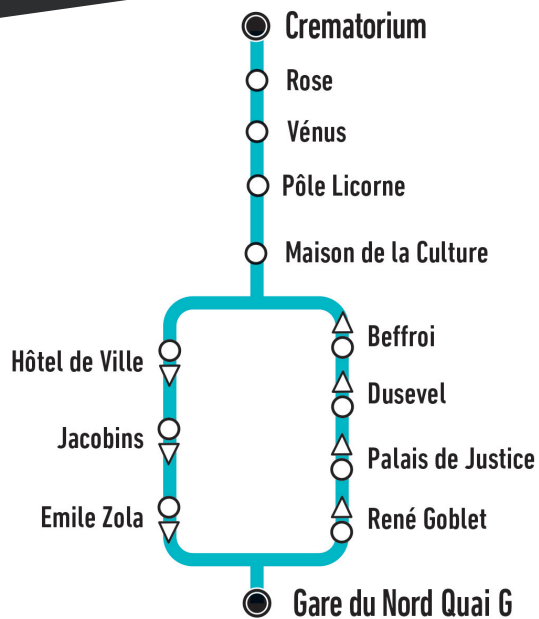 Crematorium
Rose
Vénus
Pôle Licorne
Maison de la Culture
Hôtel de Ville
Jacobins
Emile Zola
Beffroi
Dusevel
Palais de Justice
René Goblet
Gare du Nord Quai G